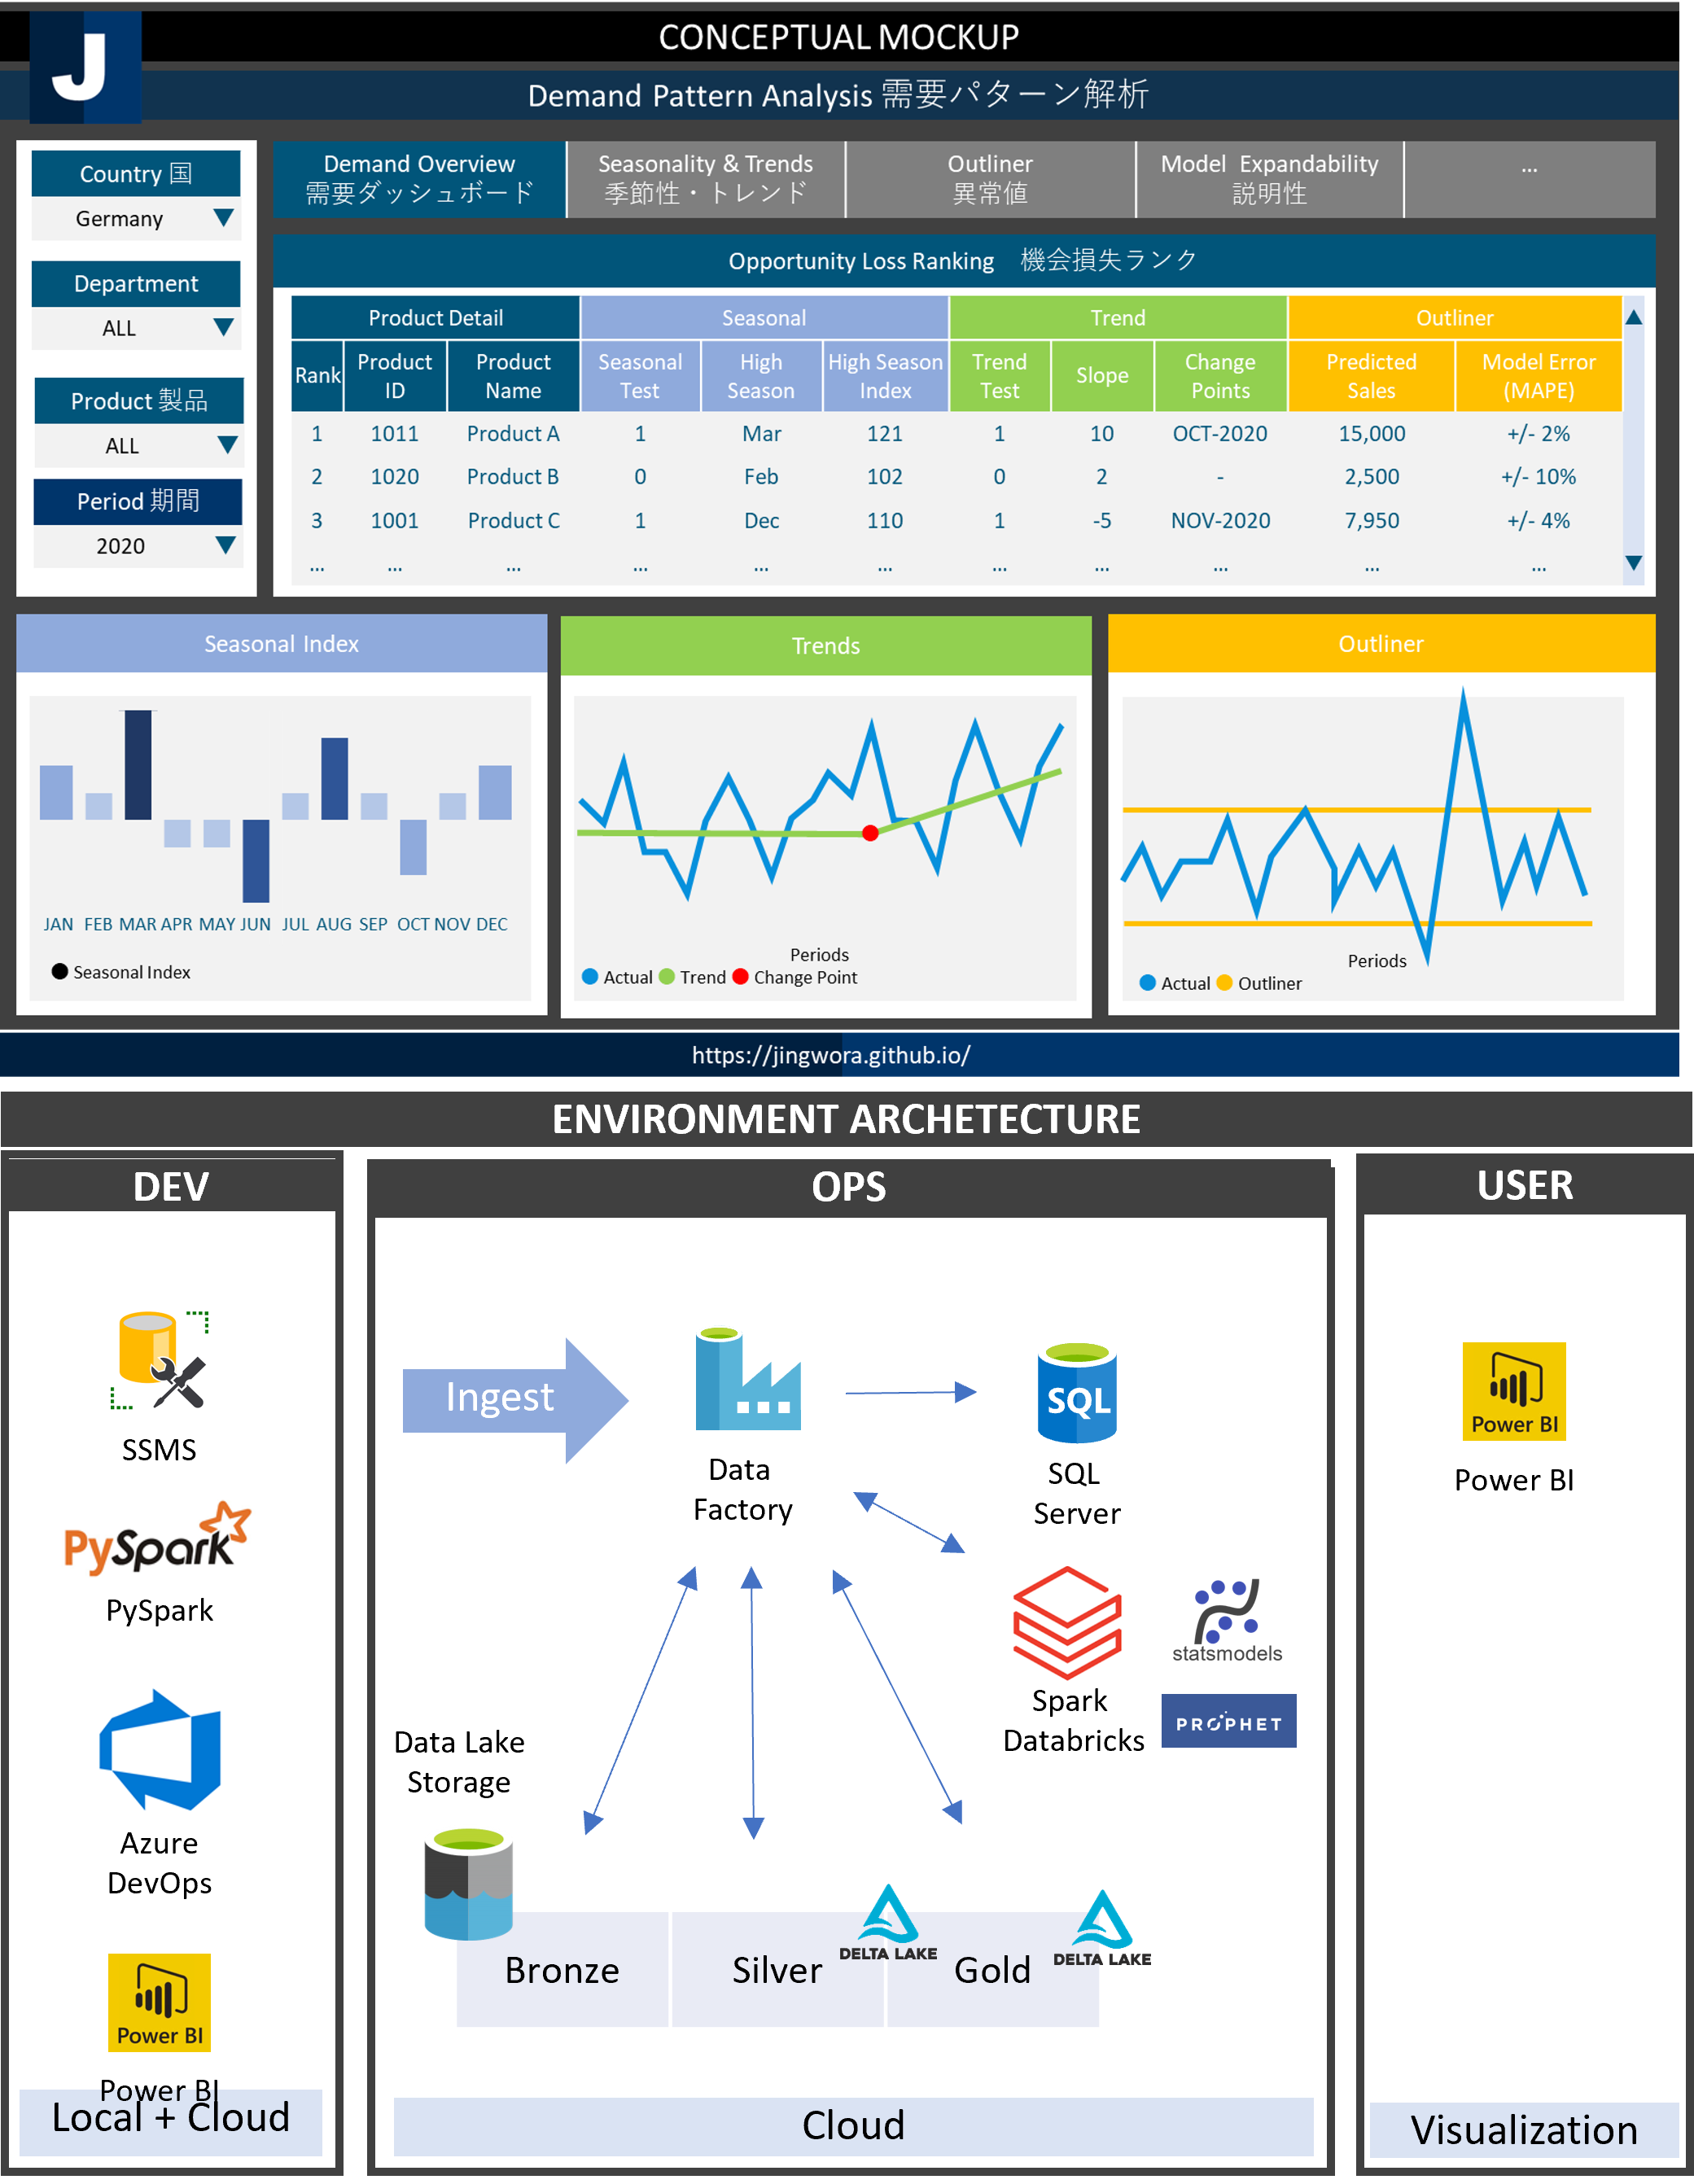 CONCEPTUAL MOCKUP
J
Demand Pattern Analysis 需要パターン解析
Country 国
Germany
Department
ALL
Product 製品
ALL
Period 期間
2020
Demand Overview
需要ダッシュボード
Seasonality & Trends
季節性・トレンド
Outliner
異常値
Model Expandability
説明性
...
Opportunity Loss Ranking 機会損失ランク
Product Detail Seasonal Trend Outliner
Rank Product ID Product Name Seasonal Test High Season High Season Index Trend Test Slope Change Points Predicted Sales Model Error (MAPE)
1 1011 Product A 1 Mar 121 1 10 OCT-2020 15,000 +/- 2%
2 1020 Product B 0 Feb 102 0 2 - 2,500 +/- 10%
3 1001 Product C 1 Dec 110 1 -5 NOV-2020 7,950 +/- 4%
... ... ... ... ... ... ... ... ... ... ...
Seasonal Index
JAN FEB MAR APR MAY JUN JUL AUG SEP OCT NOV DEC
Seasonal Index
Trends
Periods
Actual Trend Change Point
Outliner
Periods
Actual Outliner
https://jingwora.github.io/
ENVIRONMENT ARCHETECTURE
DEV
SSMS
PySpark
PySpark
Azure
DevOps
Power BI
Power BI
Local + Cloud
OPS
Ingest
Data
Factory
SQL
SQL
Server
statsmodels
Spark
Databricks
PROPHET
Data Lake
Storage
Bronze
Silver
DELTA LAKE
Gold
DELTA LAKE
Cloud
USER
Power BI
Power BI
Visualization